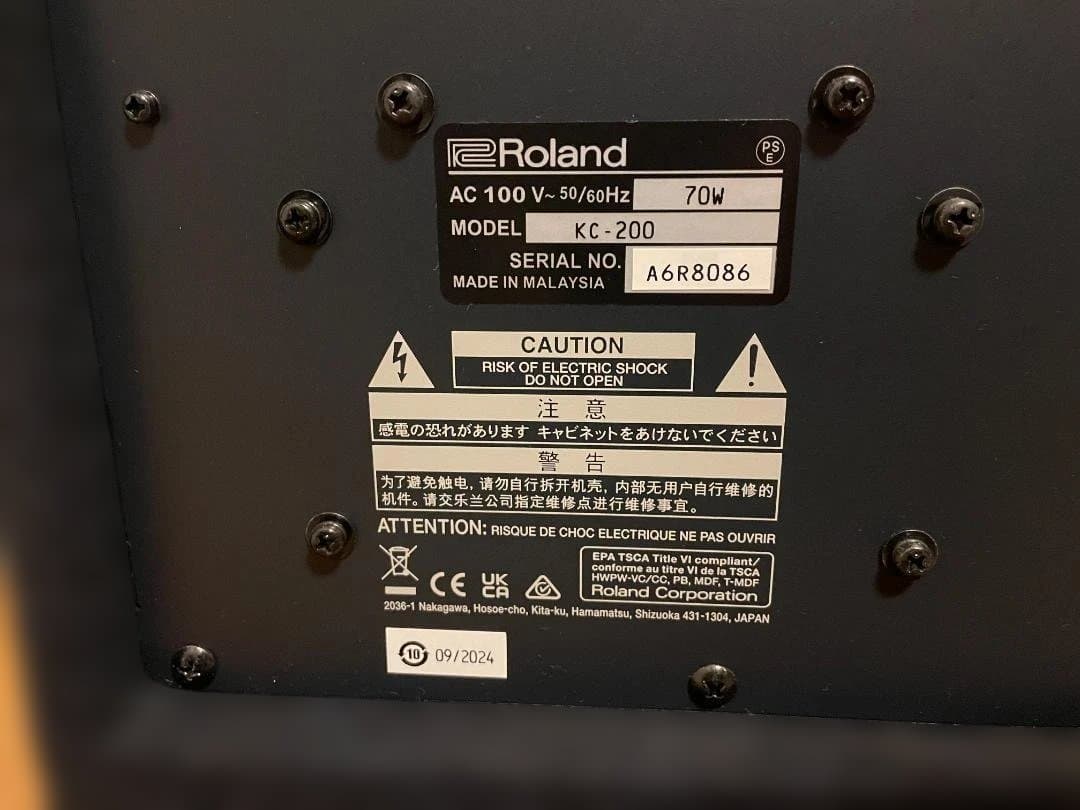 Roland
PS E
AC 100 V~ 50/60Hz 70W
MODEL KC-200
SERIAL NO. A6R8086
MADE IN MALAYSIA
CAUTION
RISK OF ELECTRIC SHOCK
DO NOT OPEN
注 意
感電の恐れがあります キャビネットをあけないでください
警 告
为了避免触电, 请勿自行拆开机壳, 内部无用户自行维修的
机件。请交乐兰公司指定维修点进行维修事宜。
ATTENTION: RISQUE DE CHOC ELECTRIQUE NE PAS OUVRIR
CE UK CA
EPA TSCA Title VI compliant/
conforme au titre VI de la TSCA
HWPW-VC/CC, PB, MDF, T-MDF
Roland Corporation
2036-1 Nakagawa, Hosoe-cho, Kita-ku, Hamamatsu, Shizuoka 431-1304, JAPAN
10 09/2024